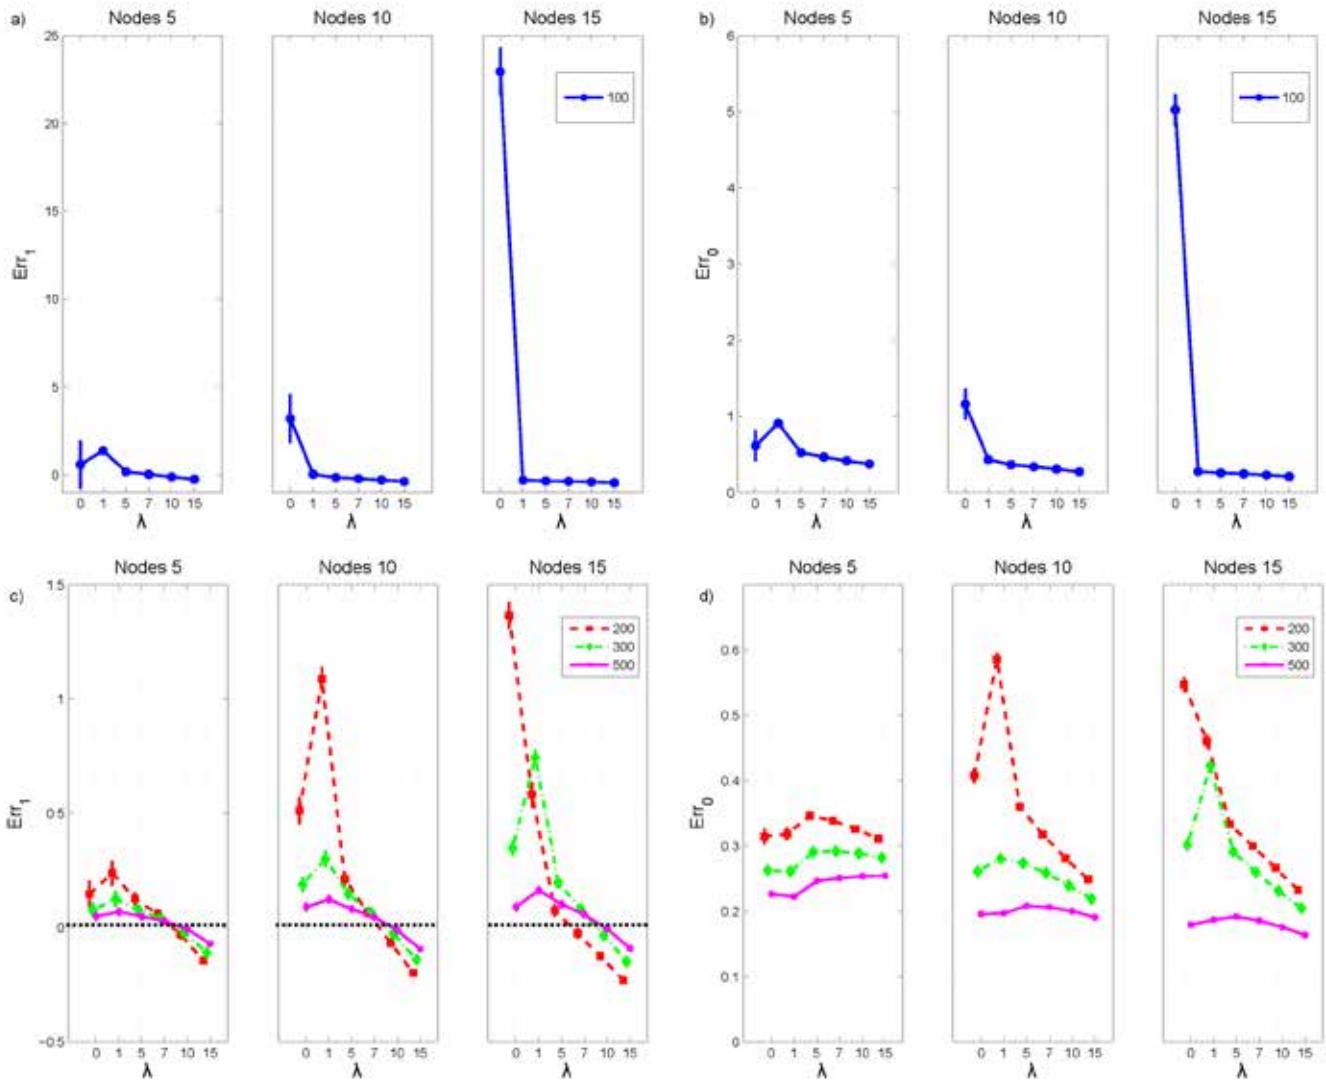 a) Nodes 5 Nodes 10 Nodes 15 b) Nodes 5 Nodes 10 Nodes 15
25 6
100 100
20 5
15 4
Err1 Err0
10 3
5 2
0 1
0
0 1 5 7 10 15 0 1 5 7 10 15 0 1 5 7 10 15 0 1 5 7 10 15 0 1 5 7 10 15 0 1 5 7 10 15
λ λ λ λ λ λ
c) Nodes 5 Nodes 10 Nodes 15 d) Nodes 5 Nodes 10 Nodes 15
1.5
200 200
300 300
500 500
0.6
1 0.5
0.4
Err1 0.5 Err0
0.3
0 0.2
0.1
-0.5 0
0 1 5 7 10 15 0 1 5 7 10 15 0 1 5 7 10 15 0 1 5 7 10 15 0 1 5 7 10 15 0 1 5 7 10 15
λ λ λ λ λ λ